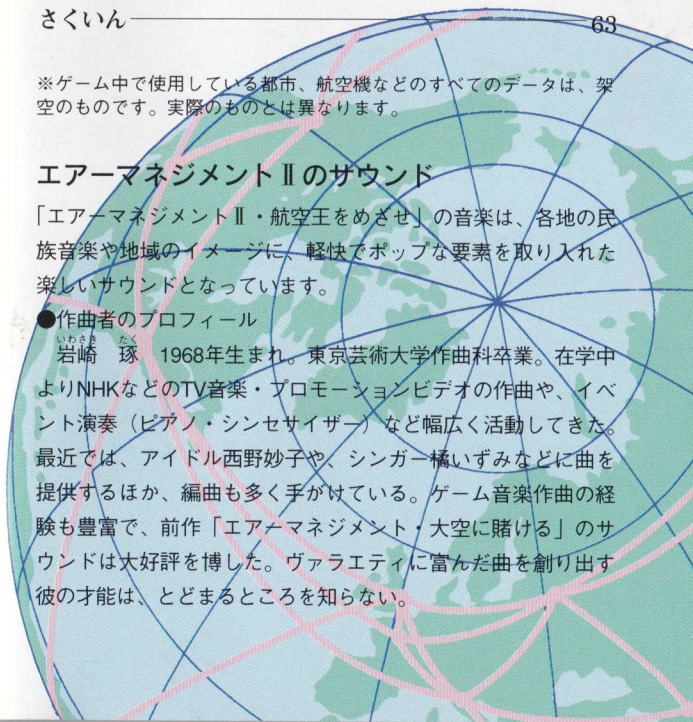 さくいん 63
※ゲーム中で使用している都市、航空機などのすべてのデータは、架
空のものです。実際のものとは異なります。
エアーマネジメントⅡのサウンド
「エアーマネジメントⅡ・航空王をめざせ」の音楽は、各地の民
族音楽や地域のイメージに、軽快でポップな要素を取り入れた
楽しいサウンドとなっています。
●作曲者のプロフィール
いわさき たく
岩崎 琢 1968年生まれ。東京芸術大学作曲科卒業。在学中
よりNHKなどのTV音楽・プロモーションビデオの作曲や、イベ
ント演奏（ピアノ・シンセサイザー）など幅広く活動してきた。
最近では、アイドル西野妙子や、シンガー橘いずみなどに曲を
提供するほか、編曲も多く手がけている。ゲーム音楽作曲の経
験も豊富で、前作「エアーマネジメント・大空に賭ける」のサ
ウンドは大好評を博した。ヴァラエティに富んだ曲を創り出す
彼の才能は、とどまるところを知らない。